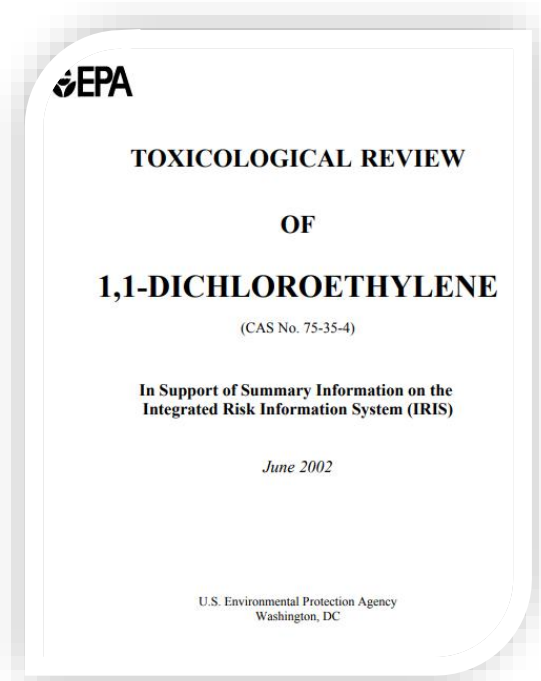 EPA
TOXICOLOGICAL REVIEW
OF
1,1-DICHLOROETHYLENE
(CAS No. 75-35-4)
In Support of Summary Information on the
Integrated Risk Information System (IRIS)
June 2002
U.S. Environmental Protection Agency
Washington, DC